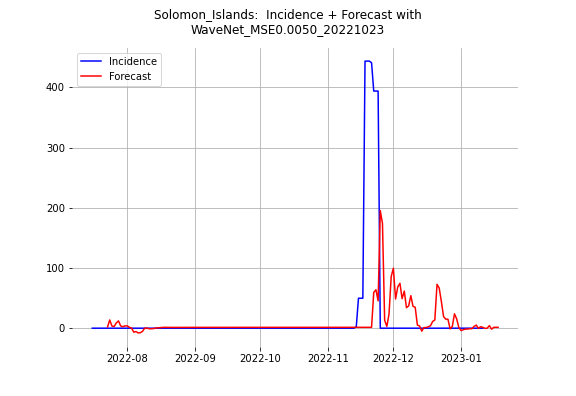 Solomon_Islands:  Incidence + Forecast with
WaveNet_MSE0.0050_20221023
Incidence
Forecast
400
300
200
100
0
2022-08 2022-09 2022-10 2022-11 2022-12 2023-01